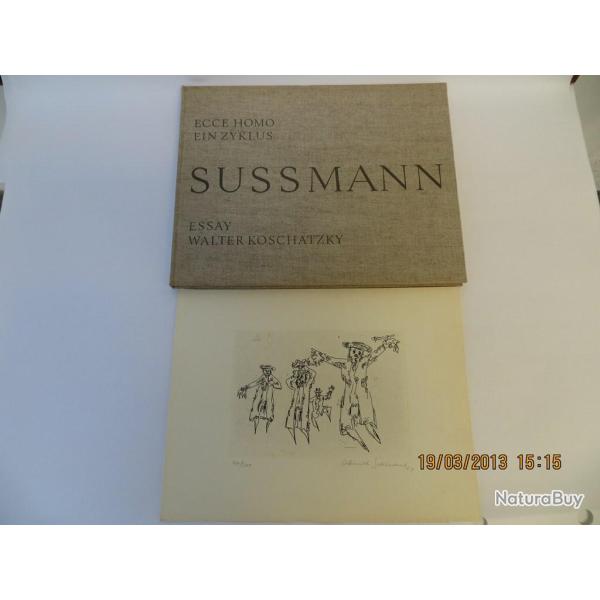 ECCE HOMO
EIN ZYKLUS
SUSSMANN
ESSAY
WALTER KOSCHATZKY
19/03/2013 15:15
NaturaBuy